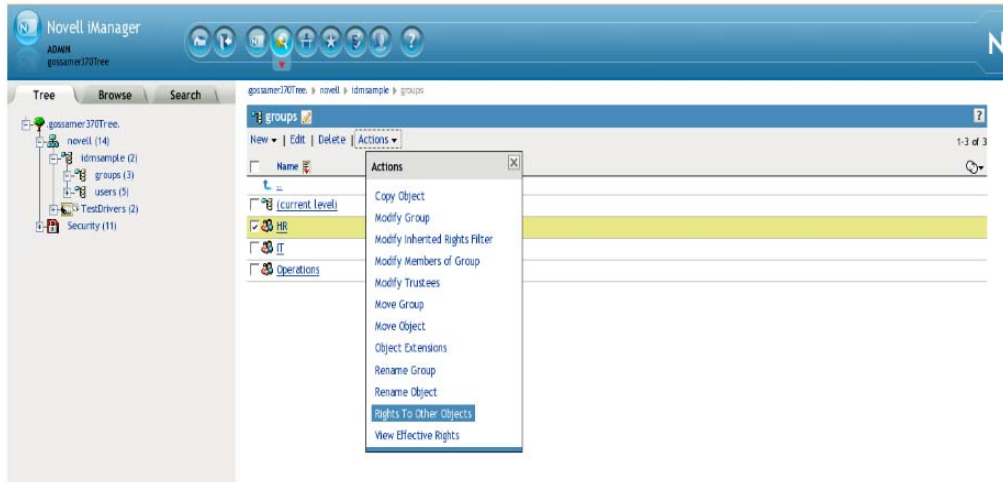 Novell iManager
ADMIN
gossamer370Tree
N
Tree
Browse
Search
.gossamer370Tree.
novell (14)
idmsample (2)
groups (3)
users (5)
TestDrivers (2)
Security (11)
gossamer370Tree. novell idmsample groups
groups
?
New | Edit | Delete | Actions
1-3 of 3
Name
..
(current level)
HR
IT
Operations
Actions
Copy Object
Modify Group
Modify Inherited Rights Filter
Modify Members of Group
Modify Trustees
Move Group
Move Object
Object Extensions
Rename Group
Rename Object
Rights To Other Objects
View Effective Rights